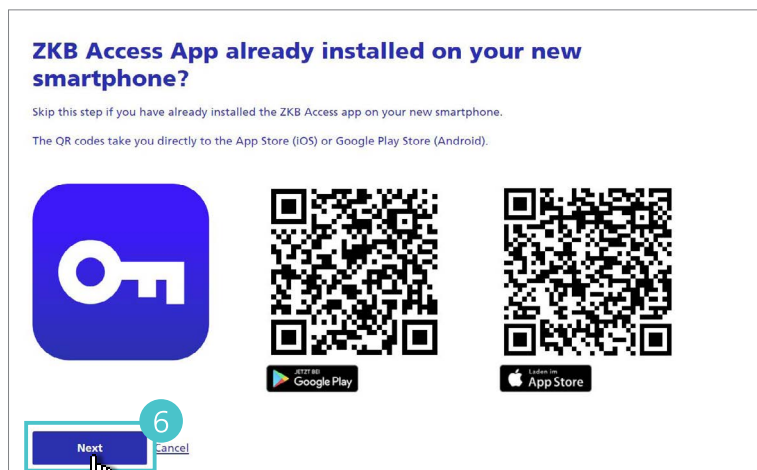 ZKB Access App already installed on your new
smartphone?
Skip this step if you have already installed the ZKB Access app on your new smartphone.
The QR codes take you directly to the App Store (iOS) or Google Play Store (Android).
JETZT BEI
Google Play
Laden im
App Store
6
Next
Cancel